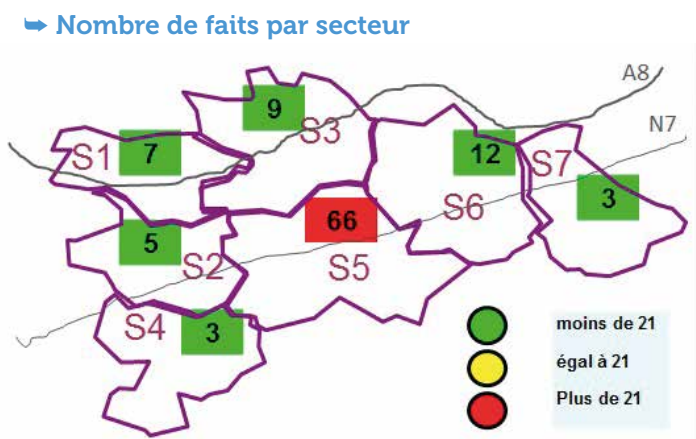 ➥ Nombre de faits par secteur
A8
9
S3
N7
S1
7
12
S7
3
66
S6
5
S2
S5
S4
3
moins de 21
égal à 21
Plus de 21